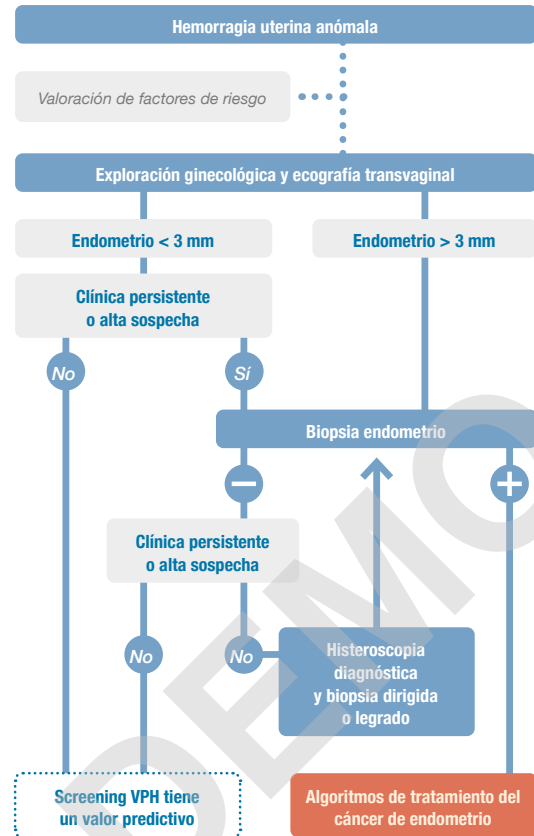 Hemorragia uterina anómala
Valoración de factores de riesgo
Exploración ginecológica y ecografía transvaginal
Endometrio < 3 mm
Endometrio > 3 mm
Clínica persistente
o alta sospecha
No
Sí
Biopsia endometrio
−
+
Clínica persistente
o alta sospecha
No
No
Histeroscopia
diagnóstica
y biopsia dirigida
o legrado
Screening VPH tiene
un valor predictivo
Algoritmos de tratamiento del
cáncer de endometrio
DEMO